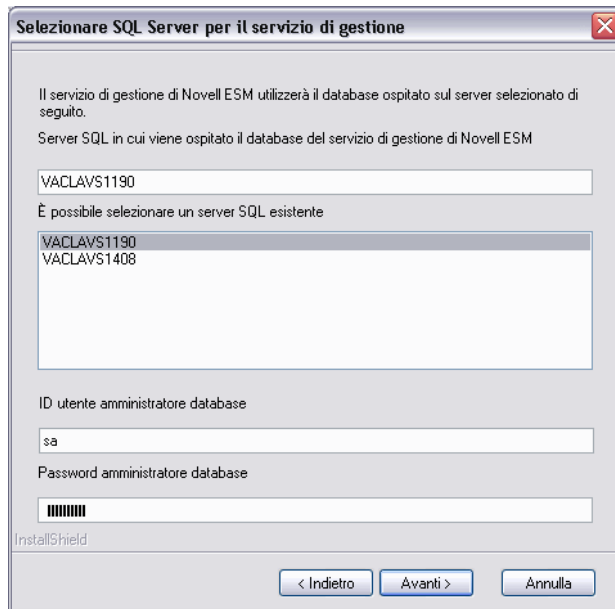 Selezionare SQL Server per il servizio di gestione
Il servizio di gestione di Novell ESM utilizzerà il database ospitato sul server selezionato di
seguito.
Server SQL in cui viene ospitato il database del servizio di gestione di Novell ESM
VACLAVS1190
È possibile selezionare un server SQL esistente
VACLAVS1190
VACLAVS1408
ID utente amministratore database
sa
Password amministratore database
InstallShield
< Indietro
Avanti >
Annulla